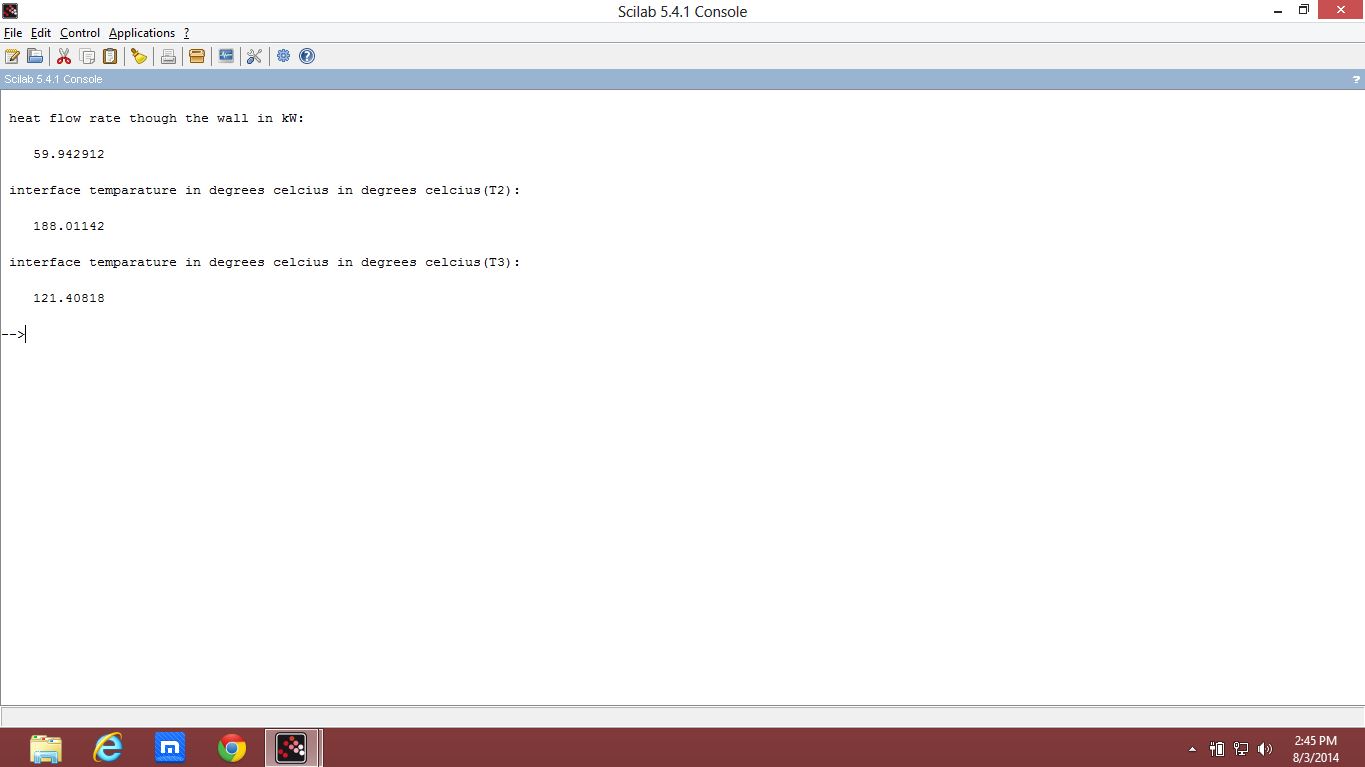 Scilab 5.4.1 Console
File Edit Control Applications ?
Scilab 5.4.1 Console ?
heat flow rate though the wall in kW:
59.942912
interface temparature in degrees celcius in degrees celcius(T2):
188.01142
interface temparature in degrees celcius in degrees celcius(T3):
121.40818
-->
2:45 PM
8/3/2014